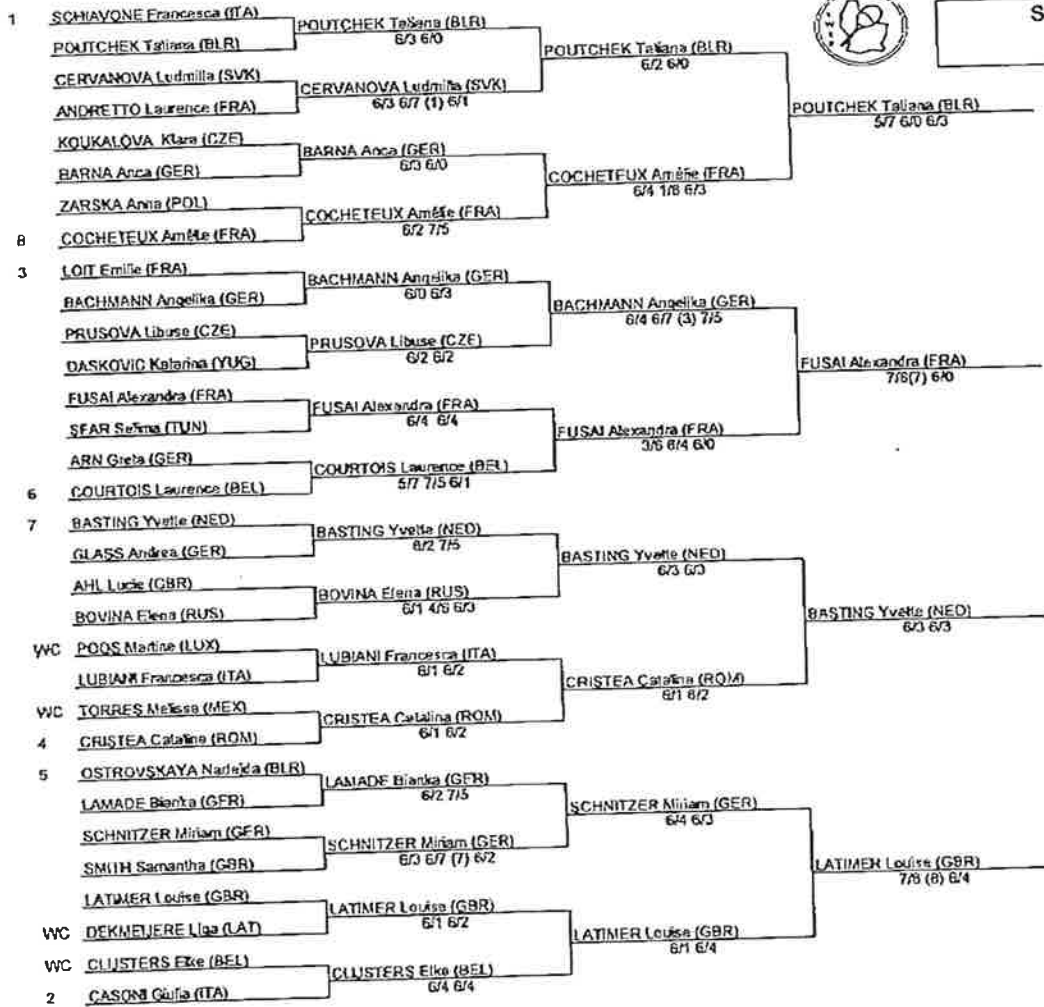 1 SCHIAVONE Francesca (ITA)
POUTCHEK Tatiana (BLR)
CERVANOVA Ludmilla (SVK)
ANDRETTO Laurence (FRA)
KOUKALOVA Klara (CZE)
BARNA Anca (GER)
ZARSKA Anna (POL)
8 COCHETEUX Amélie (FRA)
3 LOIT Emilie (FRA)
BACHMANN Angelika (GER)
PRUSOVA Libuse (CZE)
DASKOVIC Katarina (YUG)
FUSAI Alexandra (FRA)
SFAR Selima (TUN)
ARN Greta (GER)
6 COURTOIS Laurence (BEL)
7 BASTING Yvette (NED)
GLASS Andrea (GER)
AHL Lucie (GBR)
BOVINA Elena (RUS)
WC POOS Martine (LUX)
LUBIANI Francesca (ITA)
WC TORRES Melissa (MEX)
4 CRISTEA Catalina (ROM)
5 OSTROVSKAYA Nadejda (BLR)
LAMADE Bianka (GER)
SCHNITZER Miriam (GER)
SMITH Samantha (GBR)
LATIMER Louise (GBR)
WC DEKMEIJERE Liga (LAT)
WC CLIJSTERS Elke (BEL)
2 CASONI Giulia (ITA)
POUTCHEK Tatiana (BLR)
6/3 6/0
CERVANOVA Ludmilla (SVK)
6/3 6/7 (1) 6/1
BARNA Anca (GER)
6/3 6/0
COCHETEUX Amélie (FRA)
6/2 7/5
BACHMANN Angelika (GER)
6/0 6/3
PRUSOVA Libuse (CZE)
6/2 6/2
FUSAI Alexandra (FRA)
6/4 6/4
COURTOIS Laurence (BEL)
5/7 7/5 6/1
BASTING Yvette (NED)
6/2 7/5
BOVINA Elena (RUS)
6/1 4/6 6/3
LUBIANI Francesca (ITA)
6/1 6/2
CRISTEA Catalina (ROM)
6/1 6/2
LAMADE Bianka (GER)
6/2 7/5
SCHNITZER Miriam (GER)
6/3 6/7 (7) 6/2
LATIMER Louise (GBR)
6/1 6/2
CLIJSTERS Elke (BEL)
6/4 6/4
POUTCHEK Tatiana (BLR)
6/2 6/0
COCHETEUX Amélie (FRA)
6/4 1/6 6/3
BACHMANN Angelika (GER)
6/4 6/7 (3) 7/5
FUSAI Alexandra (FRA)
3/6 6/4 6/0
BASTING Yvette (NED)
6/3 6/3
CRISTEA Catalina (ROM)
6/1 6/2
SCHNITZER Miriam (GER)
6/4 6/3
LATIMER Louise (GBR)
6/1 6/4
POUTCHEK Tatiana (BLR)
5/7 6/0 6/3
FUSAI Alexandra (FRA)
7/6(7) 6/0
BASTING Yvette (NED)
6/3 6/3
LATIMER Louise (GBR)
7/6 (8) 6/4
S